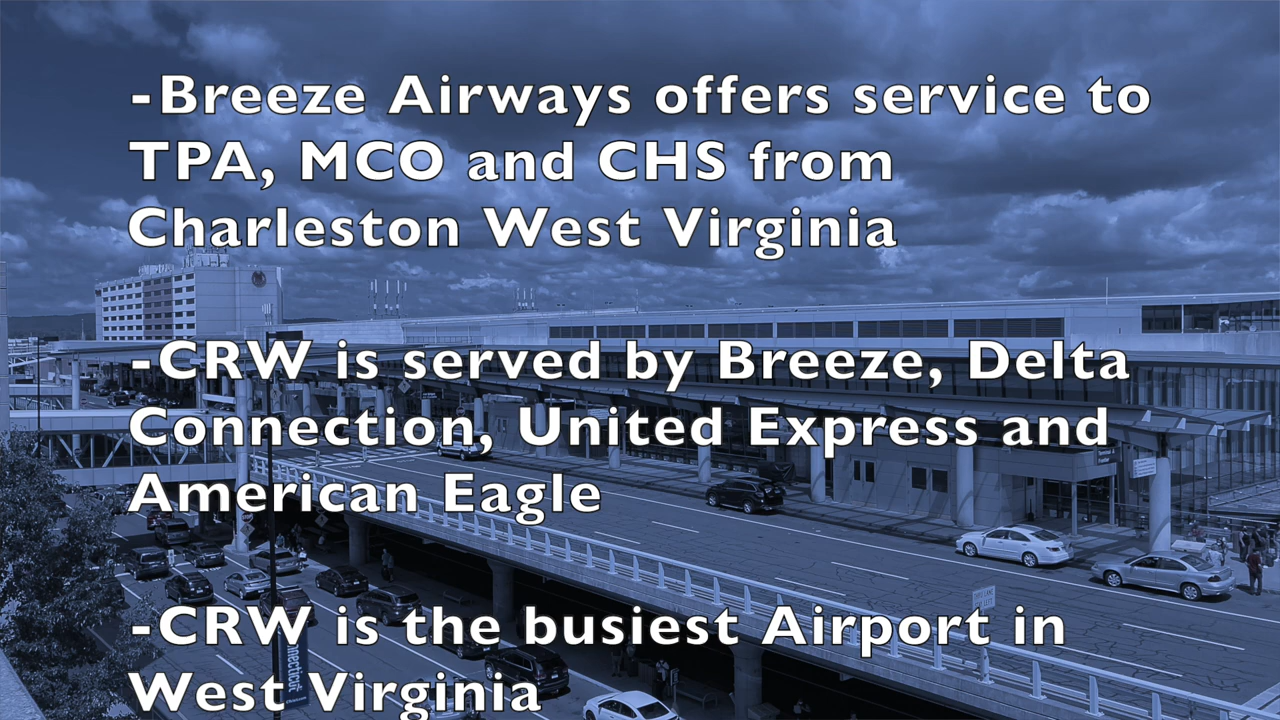 -Breeze Airways offers service to
TPA, MCO and CHS from
Charleston West Virginia
-CRW is served by Breeze, Delta
Connection, United Express and
American Eagle
-CRW is the busiest Airport in
West Virginia